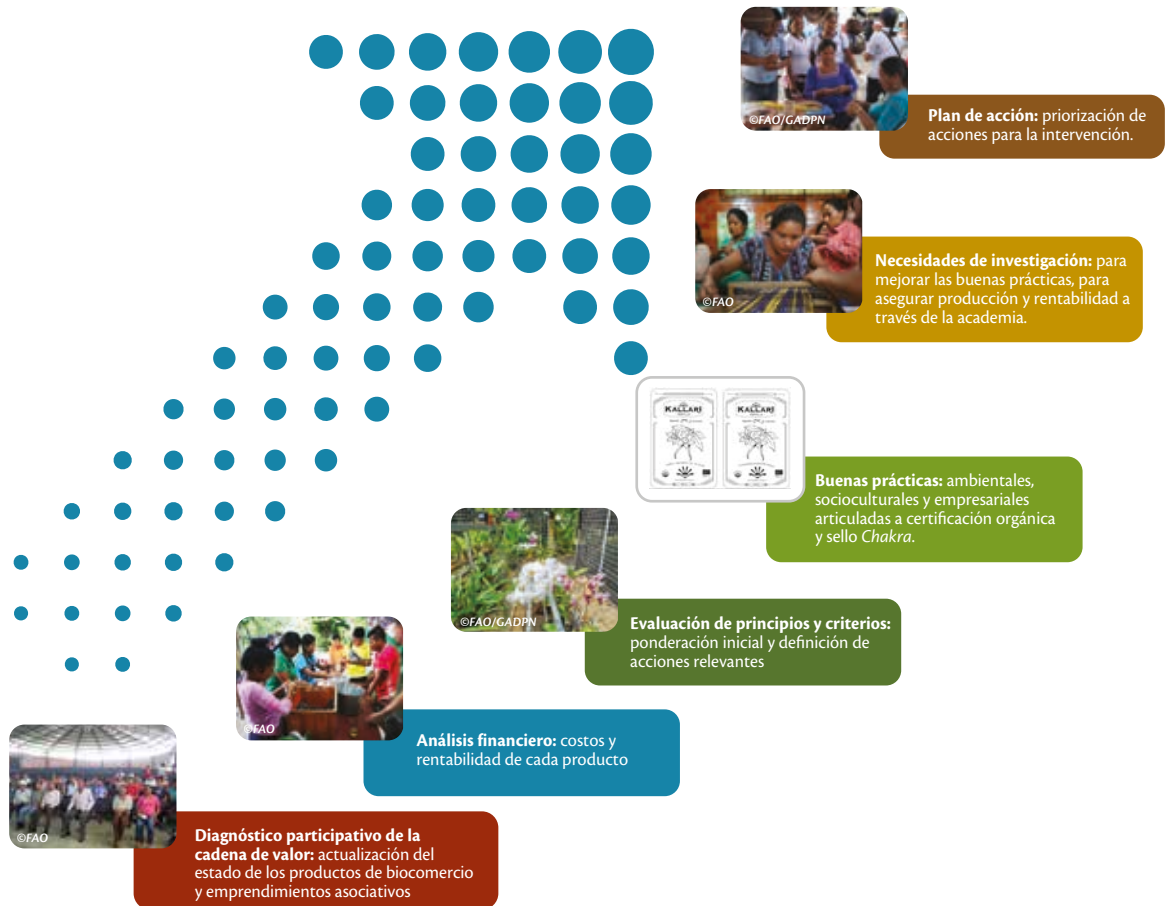 ©FAO/GADPN
Plan de acción: priorización de
acciones para la intervención.
©FAO
Necesidades de investigación: para
mejorar las buenas prácticas, para
asegurar producción y rentabilidad a
través de la academia.
KALLARI
KALLARI
Buenas prácticas: ambientales,
socioculturales y empresariales
articuladas a certificación orgánica
y sello Chakra.
©FAO/GADPN
Evaluación de principios y criterios:
ponderación inicial y definición de
acciones relevantes
©FAO
Análisis financiero: costos y
rentabilidad de cada producto
©FAO
Diagnóstico participativo de la
cadena de valor: actualización del
estado de los productos de biocomercio
y emprendimientos asociativos